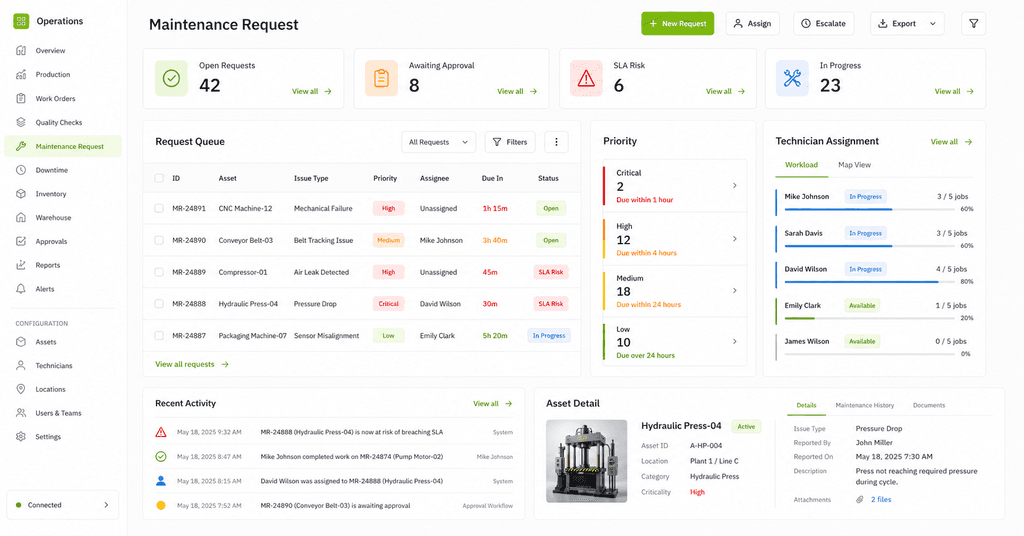 Operations
Overview
Production
Work Orders
Quality Checks
Maintenance Request
Downtime
Inventory
Warehouse
Approvals
Reports
Alerts
CONFIGURATION
Assets
Technicians
Locations
Users & Teams
Settings
Connected
Maintenance Request
New Request
Assign
Escalate
Export
Open Requests
42
View all
Awaiting Approval
8
View all
SLA Risk
6
View all
In Progress
23
View all
Request Queue
All Requests
Filters
ID Asset Issue Type Priority Assignee Due In Status
MR-24891 CNC Machine-12 Mechanical Failure High Unassigned 1h 15m Open
MR-24890 Conveyor Belt-03 Belt Tracking Issue Medium Mike Johnson 3h 40m Open
MR-24889 Compressor-01 Air Leak Detected High Unassigned 45m SLA Risk
MR-24888 Hydraulic Press-04 Pressure Drop Critical David Wilson 30m SLA Risk
MR-24887 Packaging Machine-07 Sensor Misalignment Low Emily Clark 5h 20m In Progress
View all requests
Priority
Critical
2
Due within 1 hour
High
12
Due within 4 hours
Medium
18
Due within 24 hours
Low
10
Due over 24 hours
Technician Assignment
View all
Workload Map View
Mike Johnson In Progress 3 / 5 jobs
60%
Sarah Davis In Progress 3 / 5 jobs
60%
David Wilson In Progress 4 / 5 jobs
80%
Emily Clark Available 1 / 5 jobs
20%
James Wilson Available 0 / 5 jobs
0%
Recent Activity
View all
May 18, 2025 9:32 AM MR-24888 (Hydraulic Press-04) is now at risk of breaching SLA System
May 18, 2025 8:47 AM Mike Johnson completed work on MR-24874 (Pump Motor-02) Mike Johnson
May 18, 2025 8:15 AM David Wilson was assigned to MR-24888 (Hydraulic Press-04) System
May 18, 2025 7:52 AM MR-24890 (Conveyor Belt-03) is awaiting approval Approval Workflow
Asset Detail
Hydraulic Press-04 Active
Asset ID A-HP-004
Location Plant 1 / Line C
Category Hydraulic Press
Criticality High
Details Maintenance History Documents
Issue Type Pressure Drop
Reported By John Miller
Reported On May 18, 2025 7:30 AM
Description Press not reaching required pressure
during cycle.
Attachments 2 files